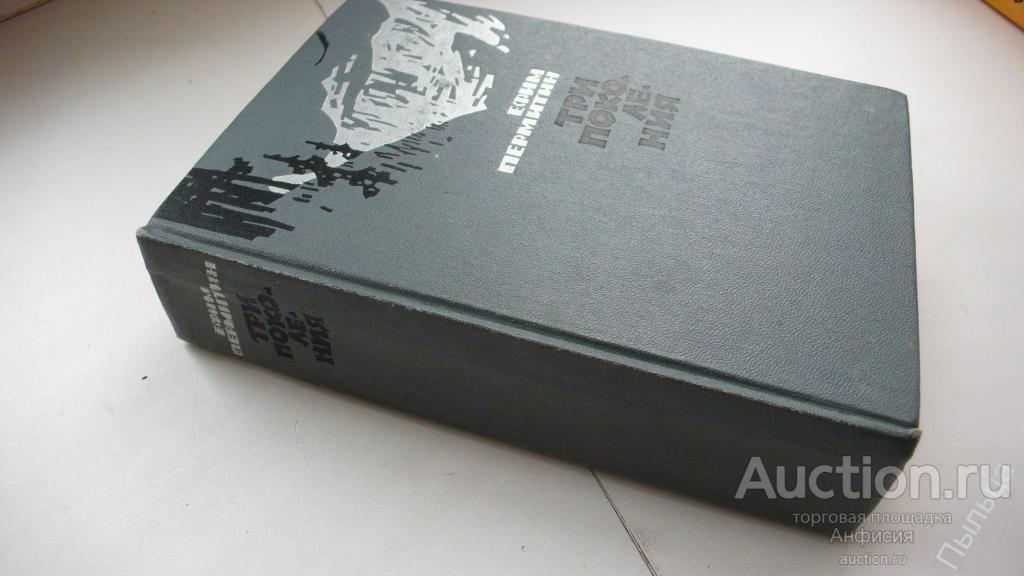 ЕФИМ
ПЕРМИТИН
ТРИ
ПОКО-
ЛЕ-
НИЯ
ЕФИМ
ПЕРМИТИН
ТРИ
ПОКО-
ЛЕ-
НИЯ
Auction.ru
торговая площадка
Анфисия
auction.ru